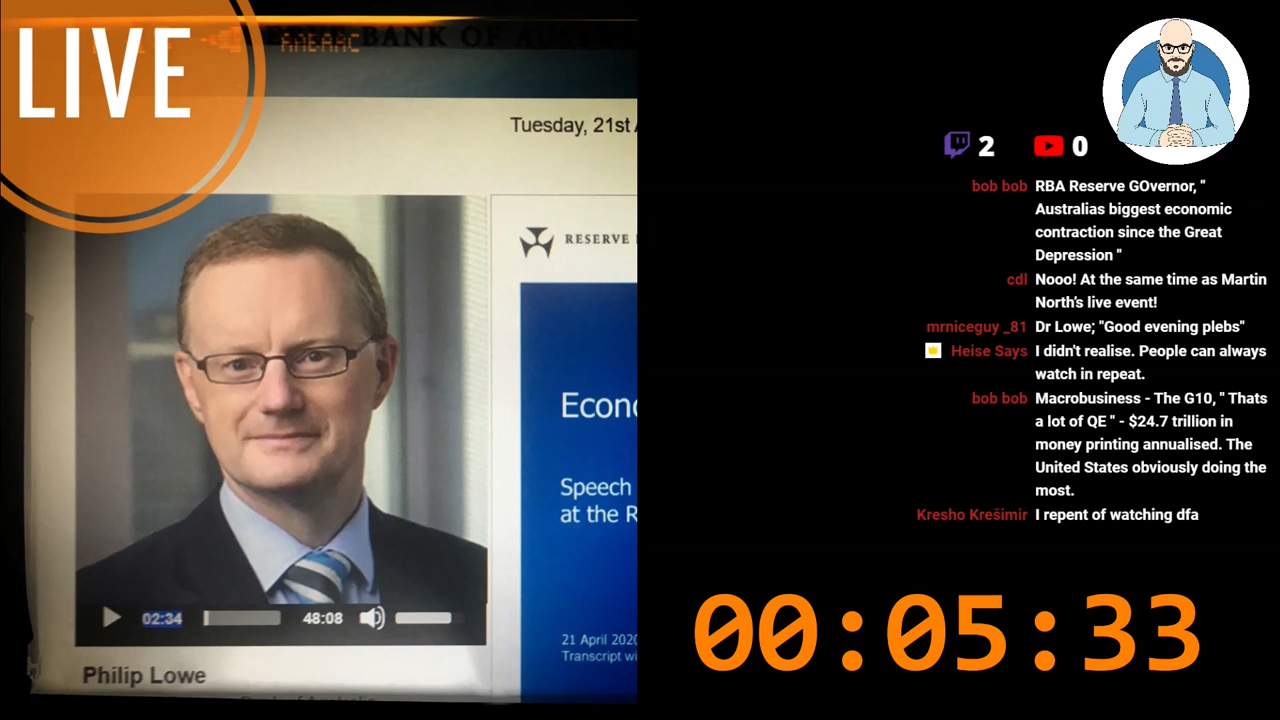 LIVE
BANK OF AUSTR
Tuesday, 21st
RESERVE
Econo
Speech
at the R
02:34
48:08
21 April 2020
Transcript wi
Philip Lowe
2
0
bob bob RBA Reserve GOvernor, "
Australias biggest economic
contraction since the Great
Depression "
cdl Nooo! At the same time as Martin
North's live event!
mrniceguy _81 Dr Lowe; "Good evening plebs"
Heise Says I didn't realise. People can always
watch in repeat.
bob bob Macrobusiness - The G10, " Thats
a lot of QE " - $24.7 trillion in
money printing annualised. The
United States obviously doing the
most.
Kresho Krešimir I repent of watching dfa
00:05:33